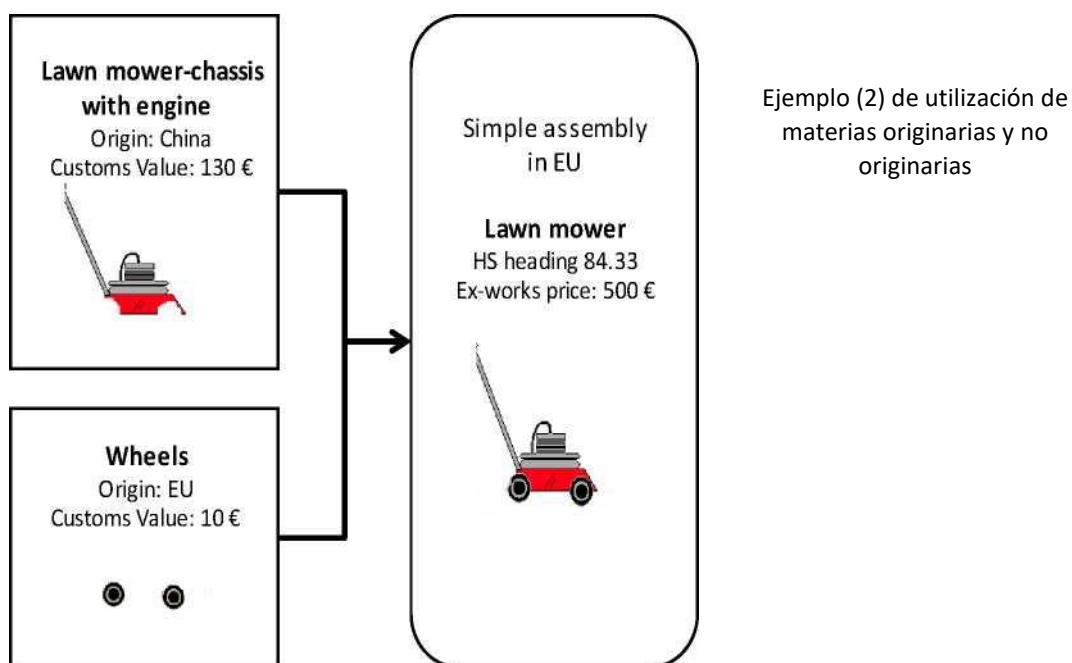 Lawn mower-chassis
with engine
Origin: China
Customs Value: 130 €
Wheels
Origin: EU
Customs Value: 10 €
Simple assembly
in EU
Lawn mower
HS heading 84.33
Ex-works price: 500 €
Ejemplo (2) de utilización de
materias originarias y no
originarias